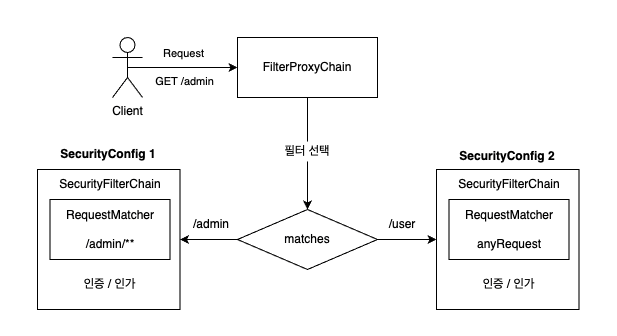 Request
GET /admin
Client
FilterProxyChain
필터 선택
SecurityConfig 1
SecurityFilterChain
RequestMatcher
/admin/**
인증 / 인가
/admin
matches
/user
SecurityConfig 2
SecurityFilterChain
RequestMatcher
anyRequest
인증 / 인가